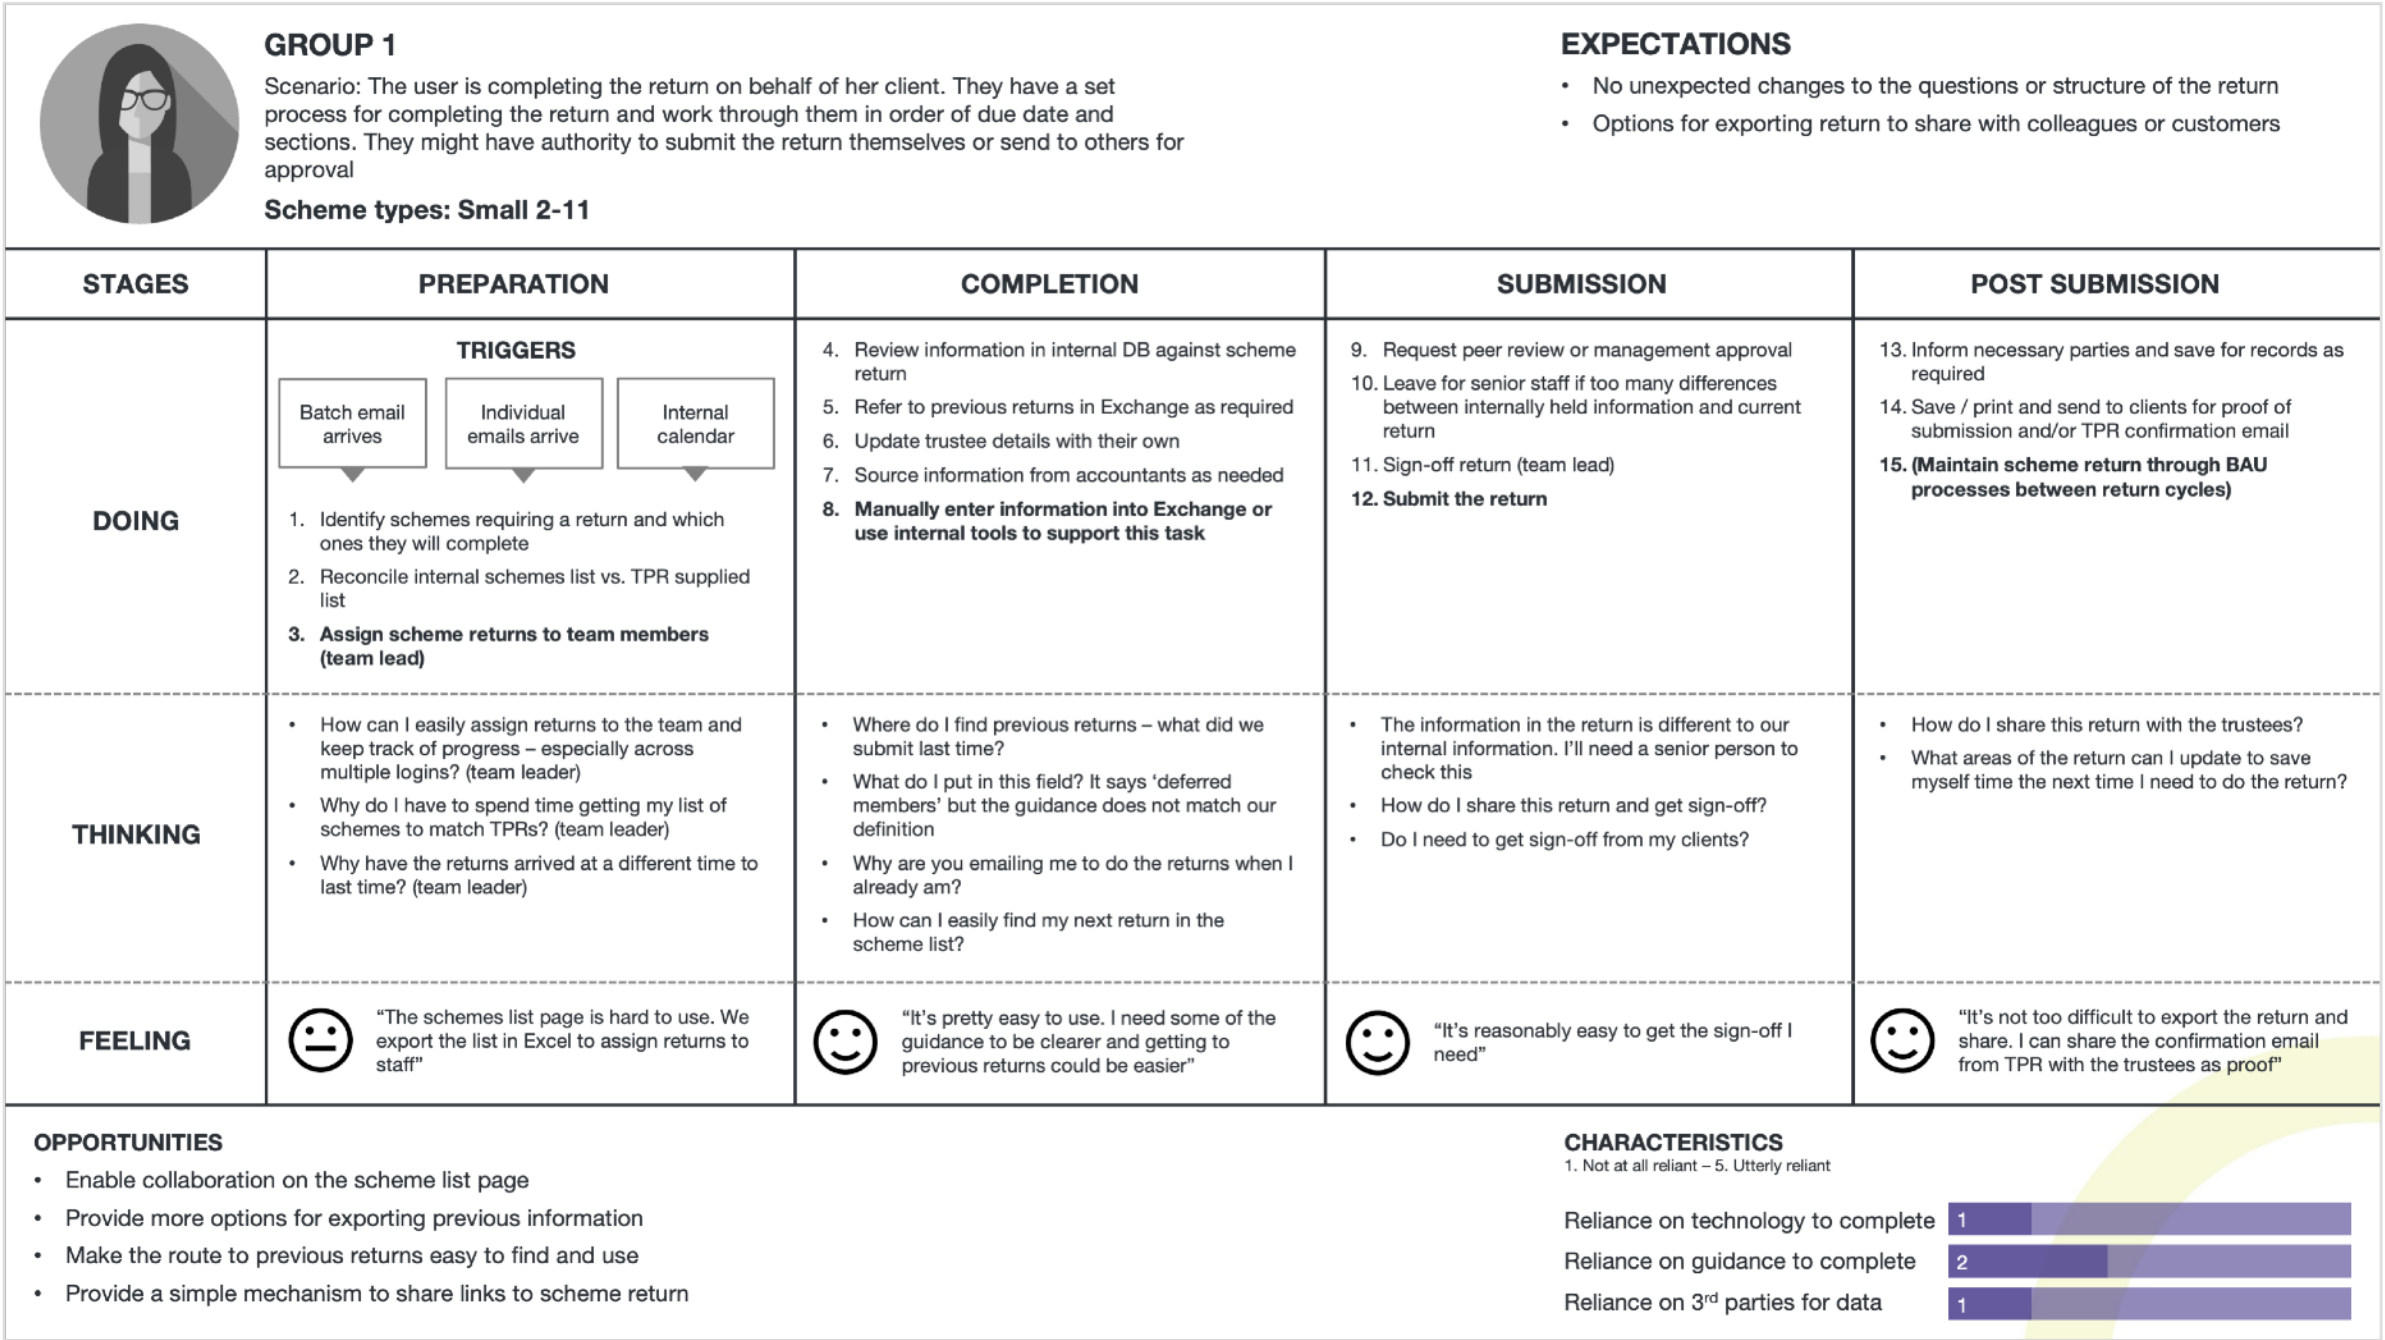 GROUP 1
Scenario: The user is completing the return on behalf of her client. They have a set
process for completing the return and work through them in order of due date and
sections. They might have authority to submit the return themselves or send to others for
approval
Scheme types: Small 2-11
EXPECTATIONS
• No unexpected changes to the questions or structure of the return
• Options for exporting return to share with colleagues or customers
STAGES
PREPARATION
COMPLETION
SUBMISSION
POST SUBMISSION
DOING
TRIGGERS
Batch email
arrives
Individual
emails arrive
Internal
calendar
1. Identify schemes requiring a return and which
ones they will complete
2. Reconcile internal schemes list vs. TPR supplied
list
3. Assign scheme returns to team members
(team lead)
4. Review information in internal DB against scheme
return
5. Refer to previous returns in Exchange as required
6. Update trustee details with their own
7. Source information from accountants as needed
8. Manually enter information into Exchange or
use internal tools to support this task
9. Request peer review or management approval
10. Leave for senior staff if too many differences
between internally held information and current
return
11. Sign-off return (team lead)
12. Submit the return
13. Inform necessary parties and save for records as
required
14. Save / print and send to clients for proof of
submission and/or TPR confirmation email
15. (Maintain scheme return through BAU
processes between return cycles)
THINKING
• How can I easily assign returns to the team and
keep track of progress – especially across
multiple logins? (team leader)
• Why do I have to spend time getting my list of
schemes to match TPRs? (team leader)
• Why have the returns arrived at a different time to
last time? (team leader)
• Where do I find previous returns – what did we
submit last time?
• What do I put in this field? It says ‘deferred
members’ but the guidance does not match our
definition
• Why are you emailing me to do the returns when I
already am?
• How can I easily find my next return in the
scheme list?
• The information in the return is different to our
internal information. I’ll need a senior person to
check this
• How do I share this return and get sign-off?
• Do I need to get sign-off from my clients?
• How do I share this return with the trustees?
• What areas of the return can I update to save
myself time the next time I need to do the return?
FEELING
“The schemes list page is hard to use. We
export the list in Excel to assign returns to
staff”
“It’s pretty easy to use. I need some of the
guidance to be clearer and getting to
previous returns could be easier”
“It’s reasonably easy to get the sign-off I
need”
“It’s not too difficult to export the return and
share. I can share the confirmation email
from TPR with the trustees as proof”
OPPORTUNITIES
• Enable collaboration on the scheme list page
• Provide more options for exporting previous information
• Make the route to previous returns easy to find and use
• Provide a simple mechanism to share links to scheme return
CHARACTERISTICS
1. Not at all reliant – 5. Utterly reliant
Reliance on technology to complete 1
Reliance on guidance to complete 2
Reliance on 3rd parties for data 1